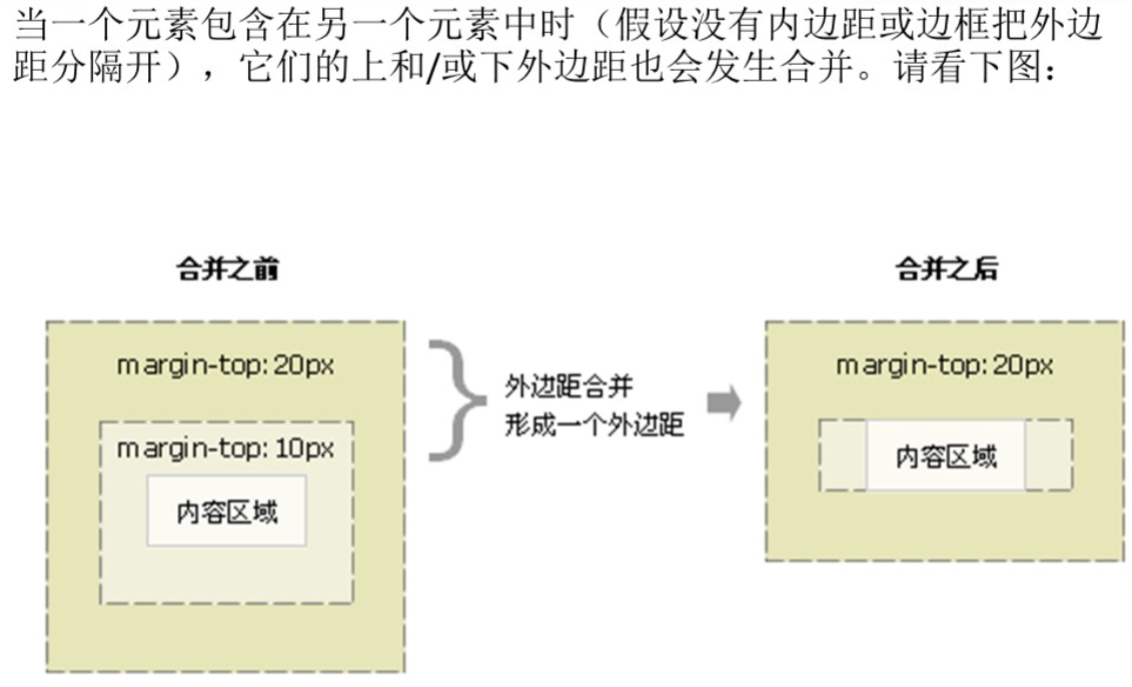 当一个元素包含在另一个元素中时（假设没有内边距或边框把外边
距分隔开），它们的上和/或下外边距也会发生合并。请看下图：
合并之前
合并之后
margin-top: 20px
margin-top: 10px
内容区域
外边距合并
形成一个外边距
margin-top: 20px
内容区域